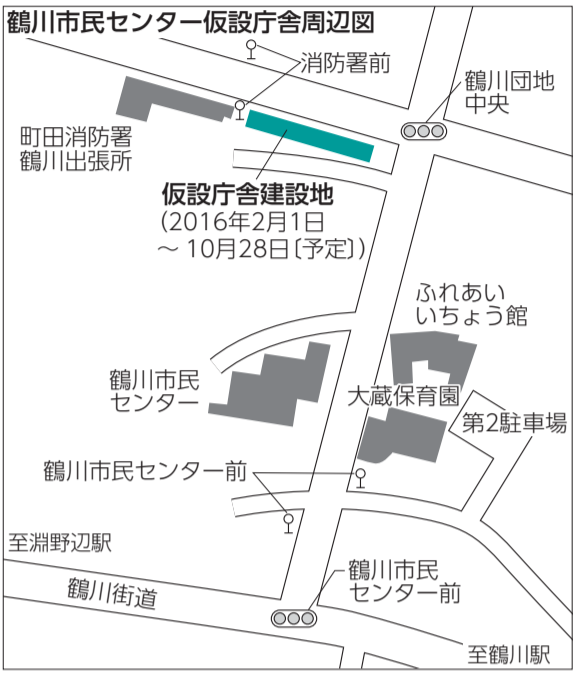 鶴川市民センター仮設庁舎周辺図
消防署前
鶴川団地
中央
町田消防署
鶴川出張所
仮設庁舎建設地
(2016年2月1日
～10月28日〔予定〕)
ふれあい
いちょう館
鶴川市民
センター
大蔵保育園
第2駐車場
鶴川市民センター前
至淵野辺駅
鶴川街道
鶴川市民
センター前
至鶴川駅